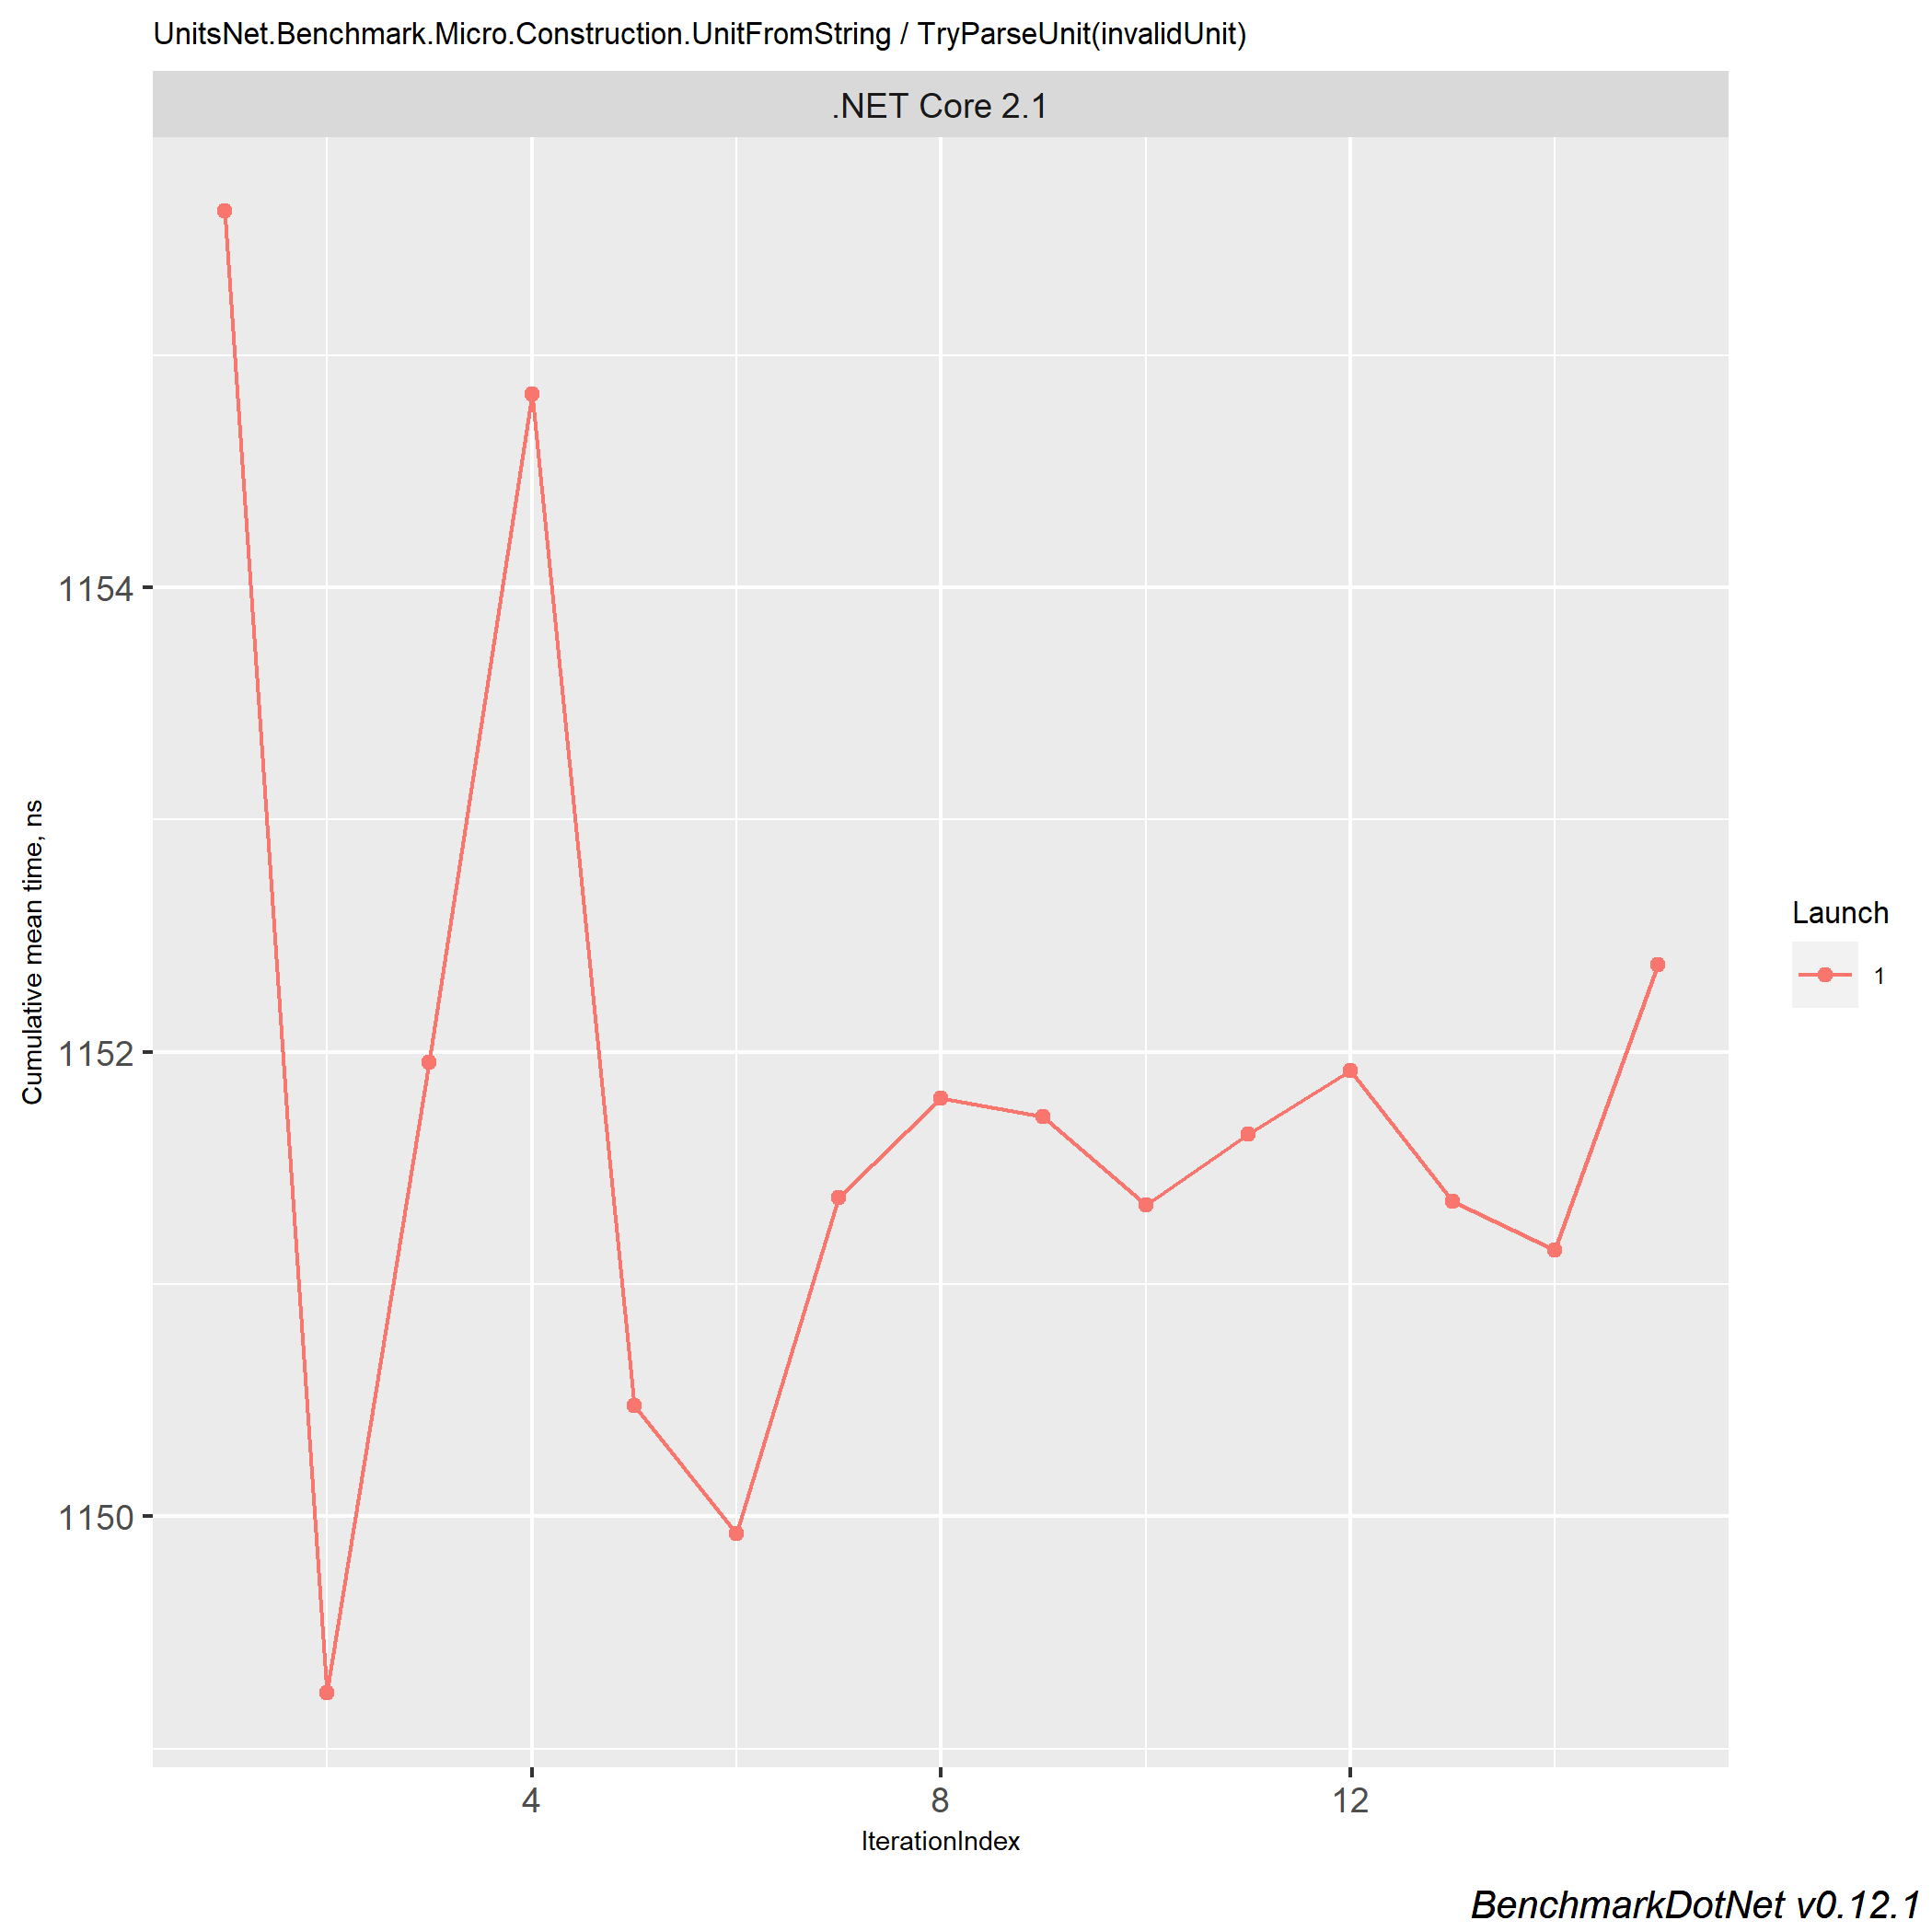 UnitsNet.Benchmark.Micro.Construction.UnitFromString / TryParseUnit(invalidUnit)
.NET Core 2.1
1154
1152
1150
Cumulative mean time, ns
4 8 12
IterationIndex
Launch
1
BenchmarkDotNet v0.12.1